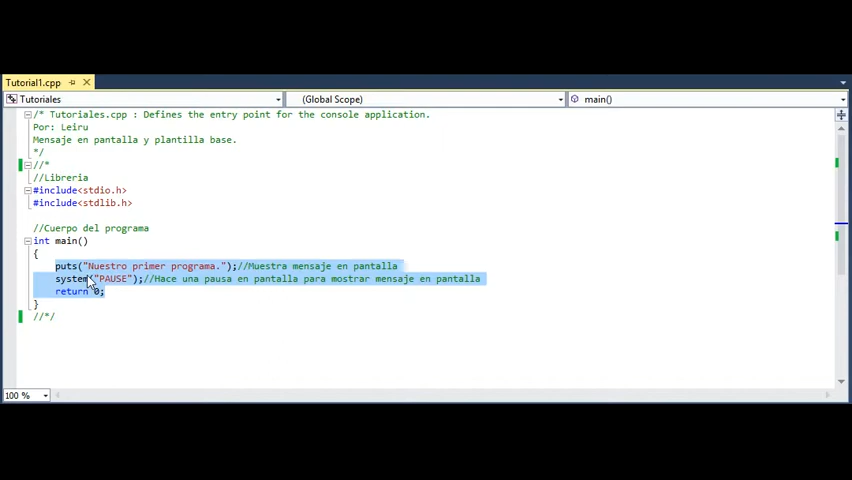 Tutorial1.cpp
Tutoriales
(Global Scope)
main()
/* Tutoriales.cpp : Defines the entry point for the console application.
Por: Leiru
Mensaje en pantalla y plantilla base.
*/
//*
//Libreria
#include<stdio.h>
#include<stdlib.h>
//Cuerpo del programa
int main()
{
puts("Nuestro primer programa.");//Muestra mensaje en pantalla
system("PAUSE");//Hace una pausa en pantalla para mostrar mensaje en pantalla
return 0;
}
//*/
100 %